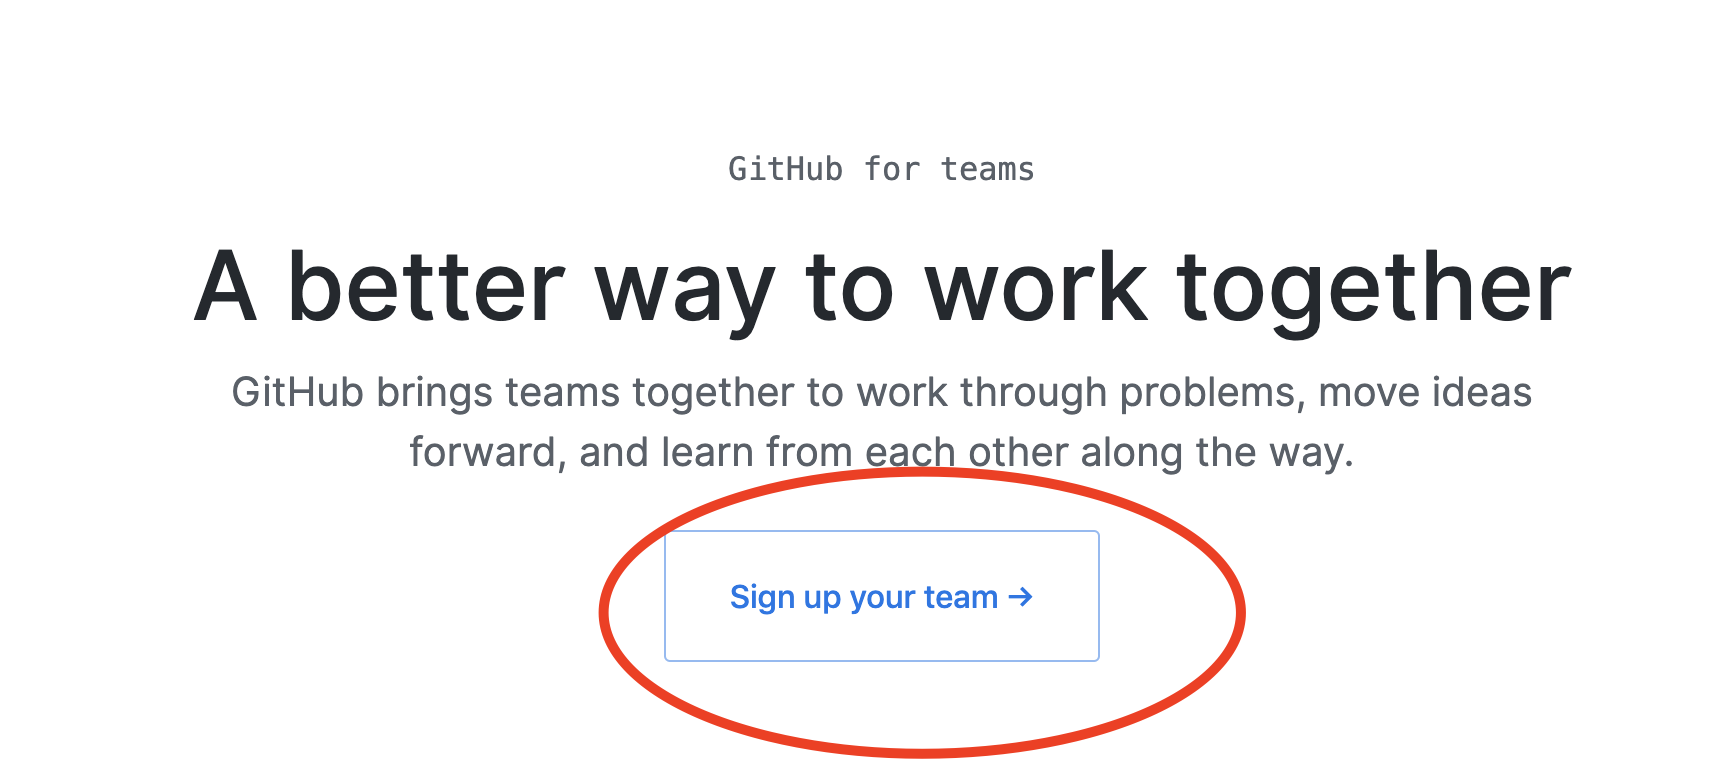 GitHub for teams
A better way to work together
GitHub brings teams together to work through problems, move ideas
forward, and learn from each other along the way.
Sign up your team →